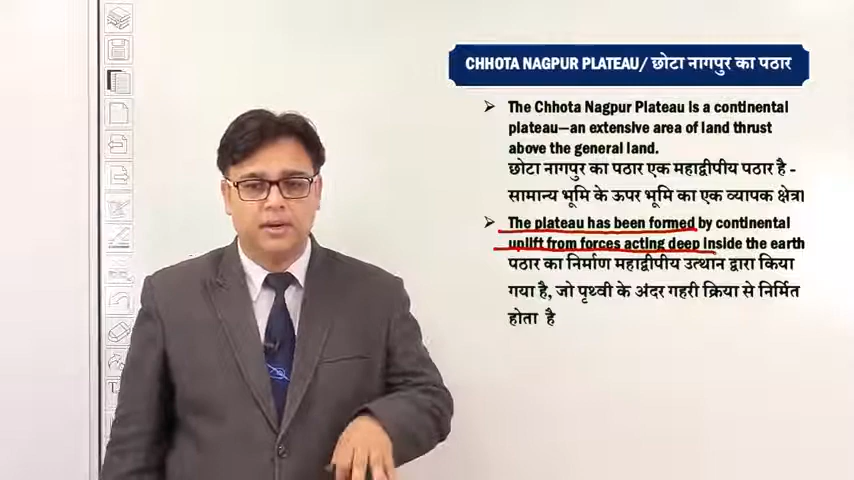 CHHOTA NAGPUR PLATEAU/ छोटा नागपुर का पठार
The Chhota Nagpur Plateau is a continental
plateau—an extensive area of land thrust
above the general land.
छोटा नागपुर का पठार एक महाद्वीपीय पठार है -
सामान्य भूमि के ऊपर भूमि का एक व्यापक क्षेत्र।
The plateau has been formed by continental
uplift from forces acting deep inside the earth
पठार का निर्माण महाद्वीपीय उत्थान द्वारा किया
गया है, जो पृथ्वी के अंदर गहरी क्रिया से निर्मित
होता है